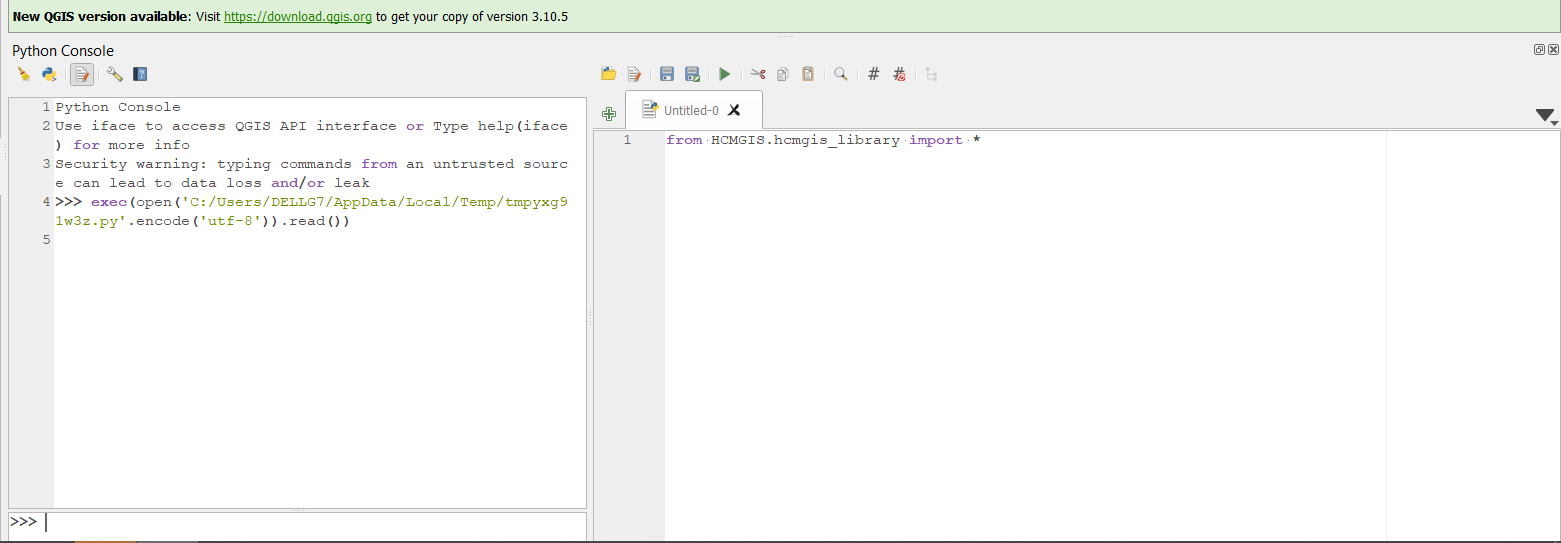 New QGIS version available: Visit https://download.qgis.org to get your copy of version 3.10.5
Python Console
1 Python Console
2 Use iface to access QGIS API interface or Type help(iface
) for more info
3 Security warning: typing commands from an untrusted sourc
e can lead to data loss and/or leak
4 >>> exec(open('C:/Users/DELLG7/AppData/Local/Temp/tmpyxg9
1w3z.py'.encode('utf-8')).read())
5
>>>
Untitled-0
1 from HCMGIS.hcmgis_library import *